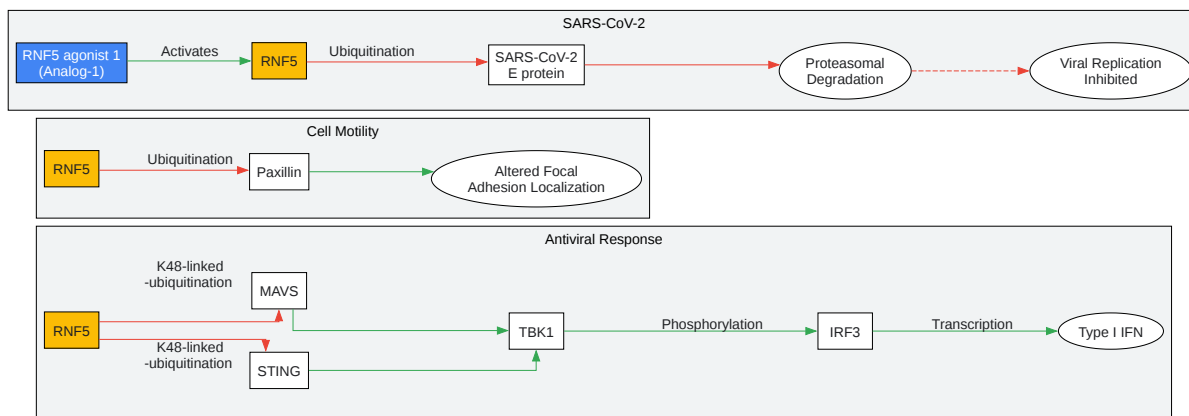 SARS-CoV-2
RNF5 agonist 1
(Analog-1)
Activates
RNF5
Ubiquitination
SARS-CoV-2
E protein
Proteasomal
Degradation
Viral Replication
Inhibited
Cell Motility
RNF5
Ubiquitination
Paxillin
Altered Focal
Adhesion Localization
Antiviral Response
K48-linked
-ubiquitination
MAVS
RNF5
K48-linked
-ubiquitination
STING
TBK1
Phosphorylation
IRF3
Transcription
Type I IFN